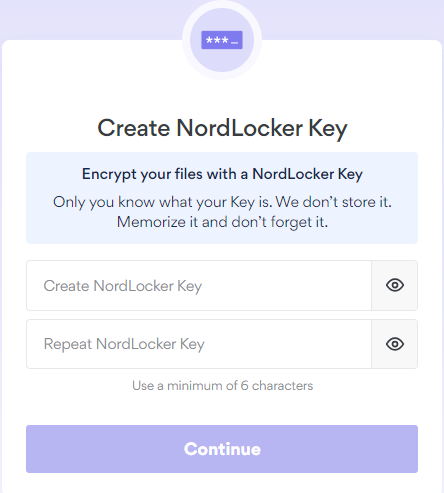 ***_
Create NordLocker Key
Encrypt your files with a NordLocker Key
Only you know what your Key is. We don’t store it.
Memorize it and don’t forget it.
Create NordLocker Key
Repeat NordLocker Key
Use a minimum of 6 characters
Continue